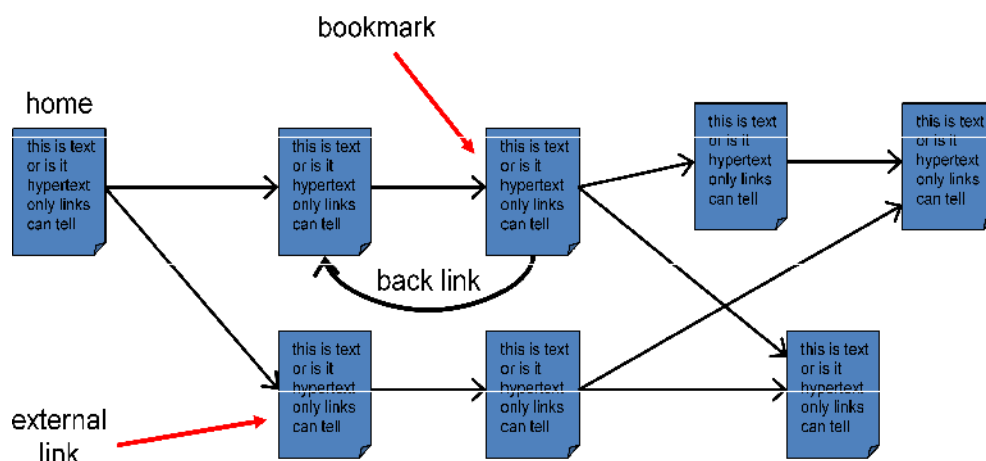 bookmark
home
this is text
or is it
hypertext
only links
can tell
this is text
or is it
hypertext
only links
can tell
this is text
or is it
hypertext
only links
can tell
this is text
or is it
hypertext
only links
can tell
this is text
or is it
hypertext
only links
can tell
back link
this is text
or is it
hypertext
only links
can tell
this is text
or is it
hypertext
only links
can tell
this is text
or is it
hypertext
only links
can tell
external
link